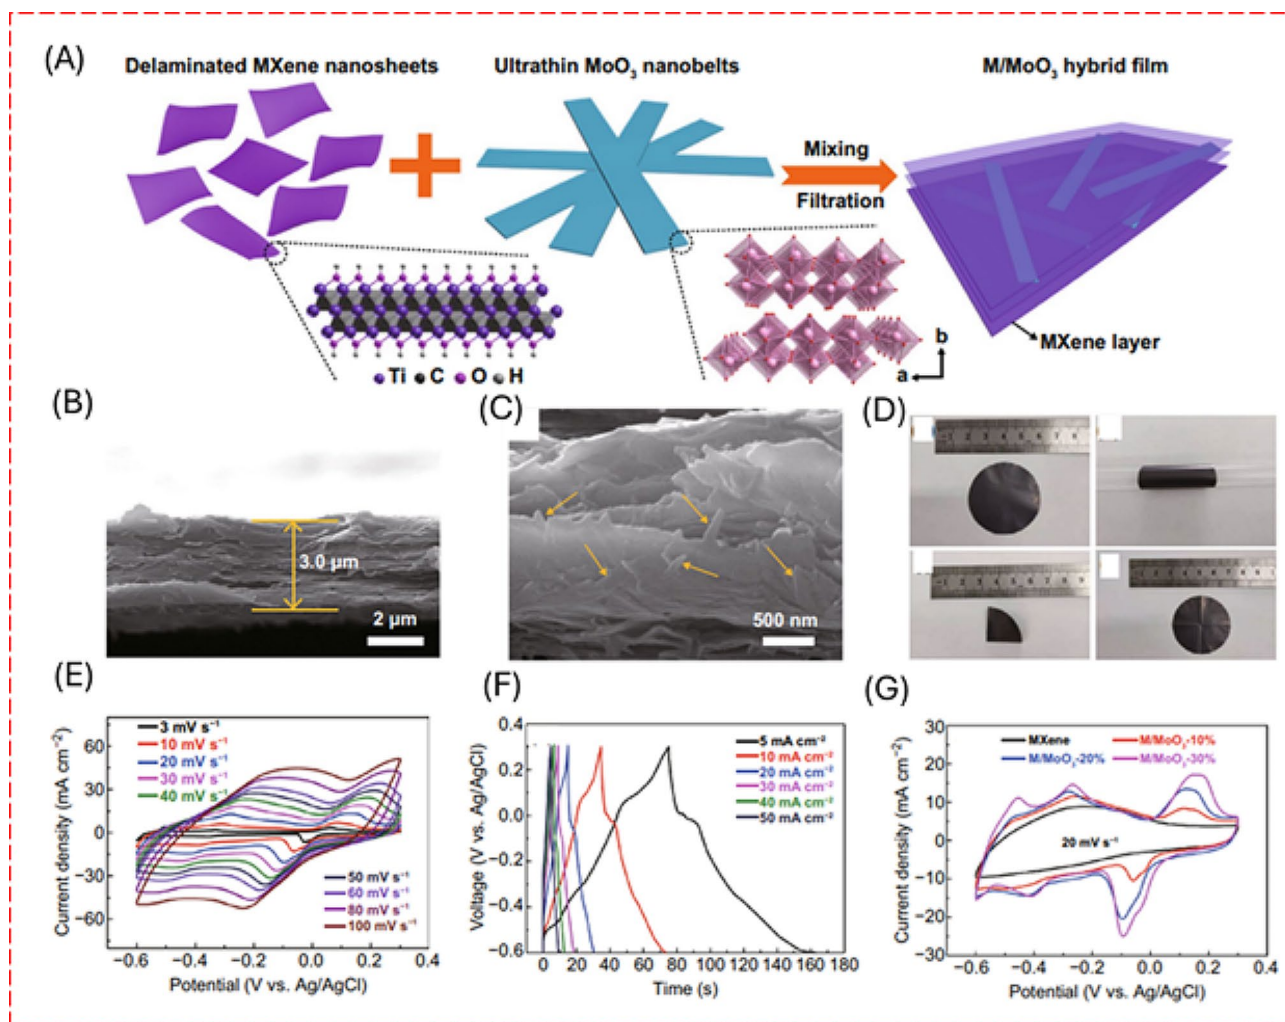 (A)
Delaminated MXene nanosheets
Ultrathin MoO₃ nanobelts
M/MoO₃ hybrid film
Mixing
Filtration
MXene layer
Ti C O H
b
a
(B)
3.0 μm
2 μm
(C)
500 nm
(D)
(E)
3 mV s⁻¹
10 mV s⁻¹
20 mV s⁻¹
30 mV s⁻¹
40 mV s⁻¹
50 mV s⁻¹
60 mV s⁻¹
80 mV s⁻¹
100 mV s⁻¹
Current density (mA cm⁻²)
60
30
0
−30
−60
−0.6 −0.4 −0.2 0.0 0.2 0.4
Potential (V vs. Ag/AgCl)
(F)
5 mA cm⁻²
10 mA cm⁻²
20 mA cm⁻²
30 mA cm⁻²
40 mA cm⁻²
50 mA cm⁻²
Voltage (V vs. Ag/AgCl)
0.4
0.2
0.0
−0.2
−0.4
−0.6
0 20 40 60 80 100 120 140 160 180
Time (s)
(G)
MXene
M/MoO₃-10%
M/MoO₃-20%
M/MoO₃-30%
20 mV s⁻¹
Current density (mA cm⁻²)
30
20
10
0
−10
−20
−30
−0.6 −0.4 −0.2 0.0 0.2 0.4
Potential (V vs. Ag/AgCl)